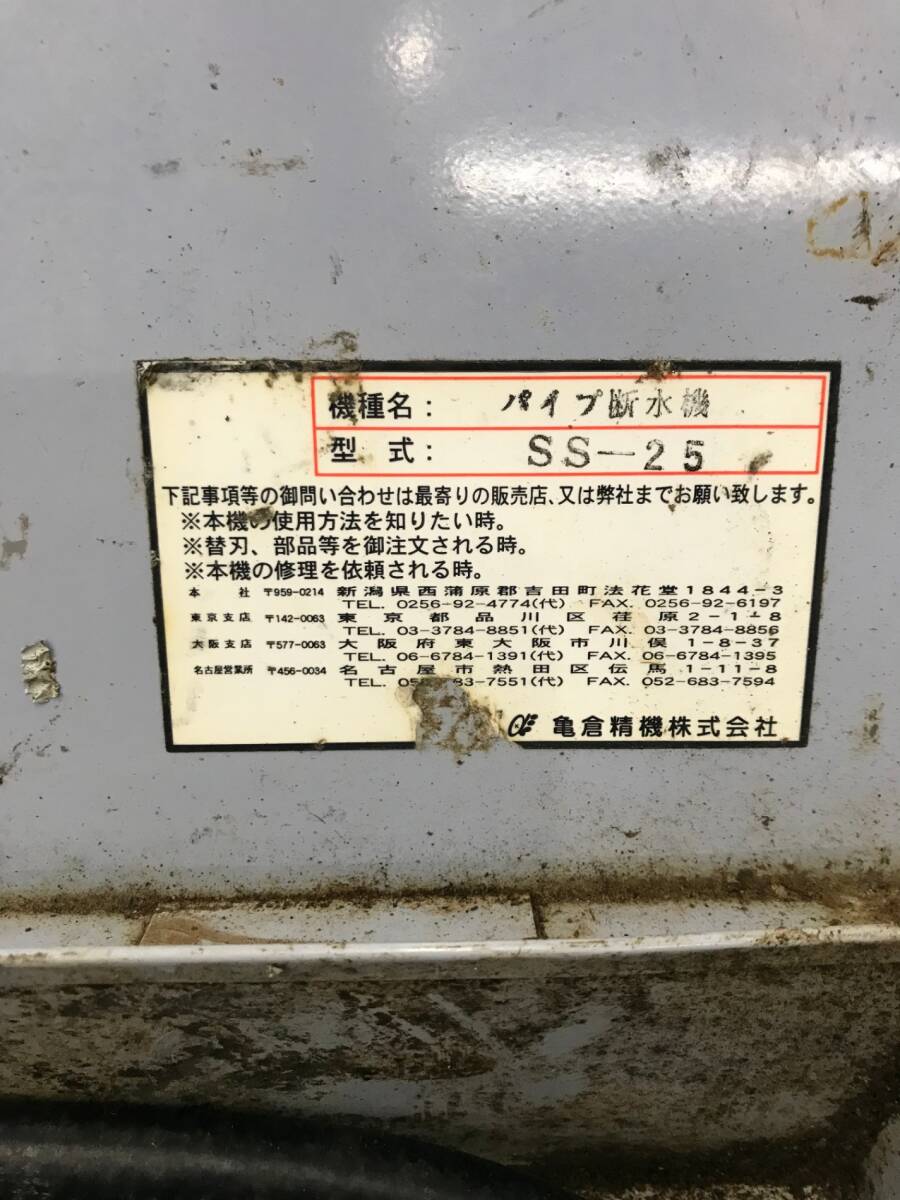 機種名： パイプ断水機
型　式： SS－25
下記事項等の御問い合わせは最寄りの販売店、又は弊社までお願い致します。
※本機の使用方法を知りたい時。
※替刃、部品等を御注文される時。
※本機の修理を依頼される時。
本　社 〒959-0214 新潟県西蒲原郡吉田町法花堂1844-3
TEL. 0256-92-4774(代) FAX. 0256-92-6197
東京支店 〒142-0063 東京都品川区荏原2-1-8
TEL. 03-3784-8851(代) FAX. 03-3784-8856
大阪支店 〒577-0063 大阪府東大阪市川俣1-8-37
TEL. 06-6784-1391(代) FAX. 06-6784-1395
名古屋営業所 〒456-0034 名古屋市熱田区伝馬1-11-8
TEL. 83-7551(代) FAX. 052-683-7594
亀倉精機株式会社